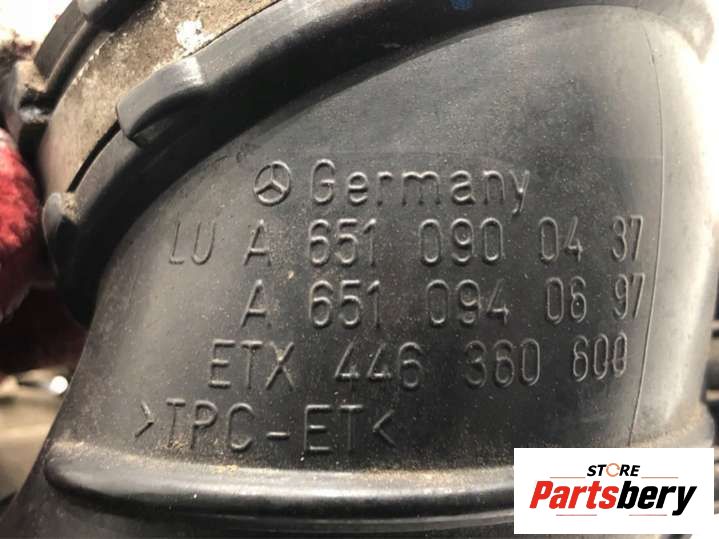 Germany
LU A 651 090 04 37
A 651 094 06 97
ETX 446 360 600
>TPC-ET<
STORE
Partsbery